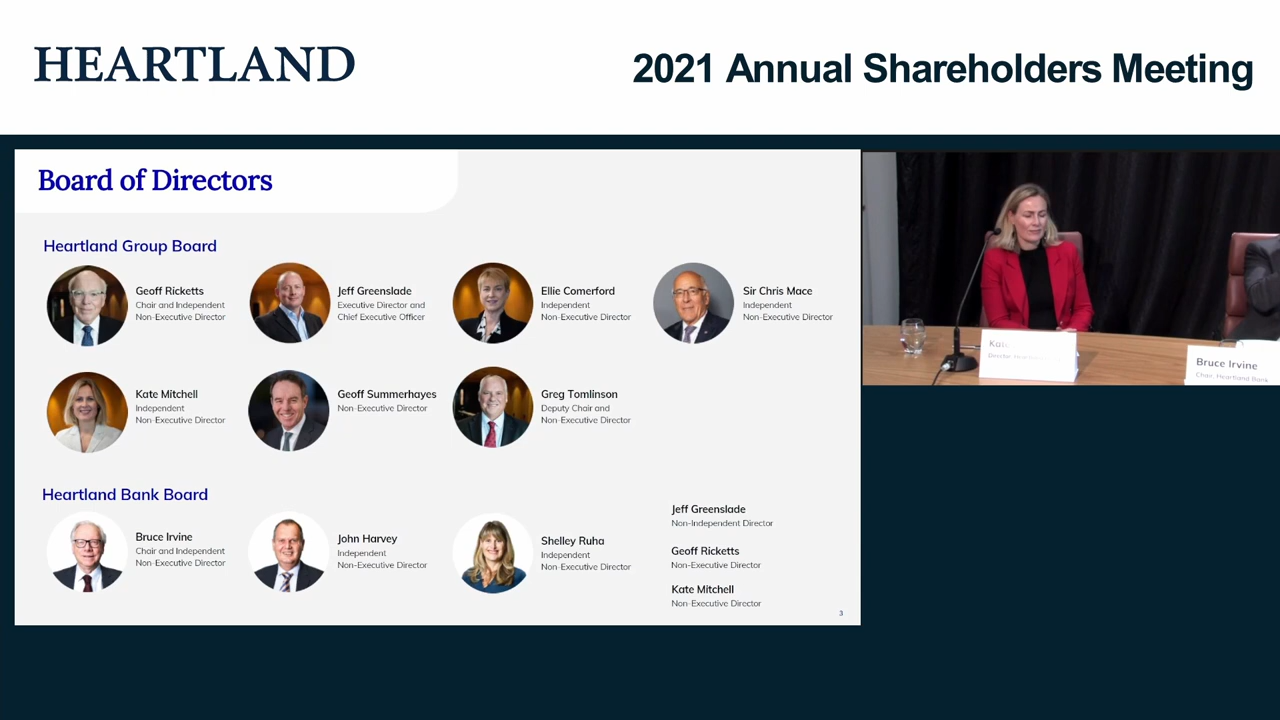 HEARTLAND
2021 Annual Shareholders Meeting
Board of Directors
Heartland Group Board
Geoff Ricketts
Chair and Independent
Non-Executive Director
Jeff Greenslade
Executive Director and
Chief Executive Officer
Ellie Comerford
Independent
Non-Executive Director
Sir Chris Mace
Independent
Non-Executive Director
Kate Mitchell
Independent
Non-Executive Director
Geoff Summerhayes
Non-Executive Director
Greg Tomlinson
Deputy Chair and
Non-Executive Director
Heartland Bank Board
Bruce Irvine
Chair and Independent
Non-Executive Director
John Harvey
Independent
Non-Executive Director
Shelley Ruha
Independent
Non-Executive Director
Jeff Greenslade
Non-Independent Director
Geoff Ricketts
Non-Executive Director
Kate Mitchell
Non-Executive Director
3
Bruce Irvine
Chair, Heartland Bank